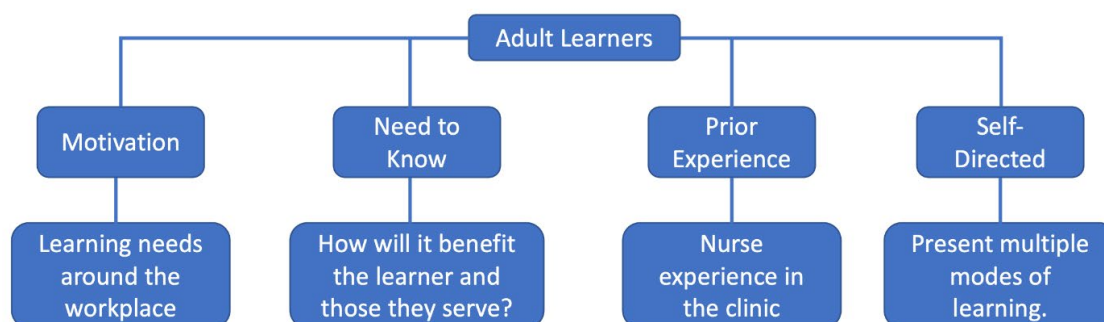 Adult Learners
Motivation
Need to
Know
Prior
Experience
Self-
Directed
Learning needs
around the
workplace
How will it benefit
the learner and
those they serve?
Nurse
experience in
the clinic
Present multiple
modes of
learning.